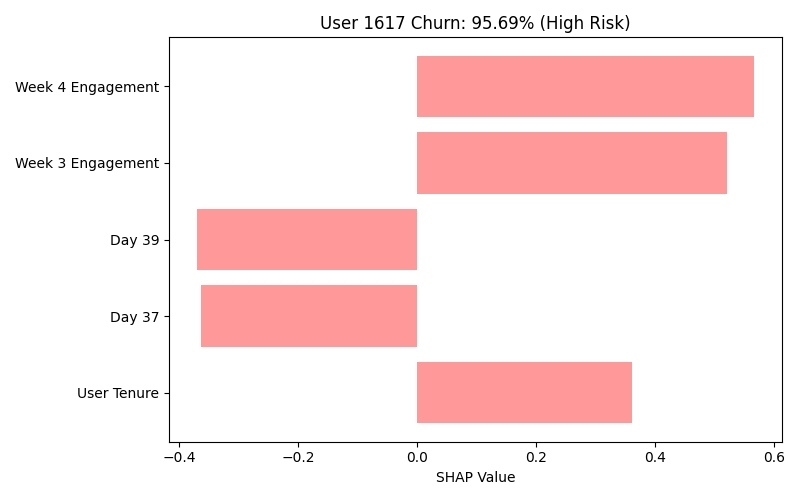 User 1617 Churn: 95.69% (High Risk)
Week 4 Engagement
Week 3 Engagement
Day 39
Day 37
User Tenure
−0.4 −0.2 0.0 0.2 0.4 0.6
SHAP Value